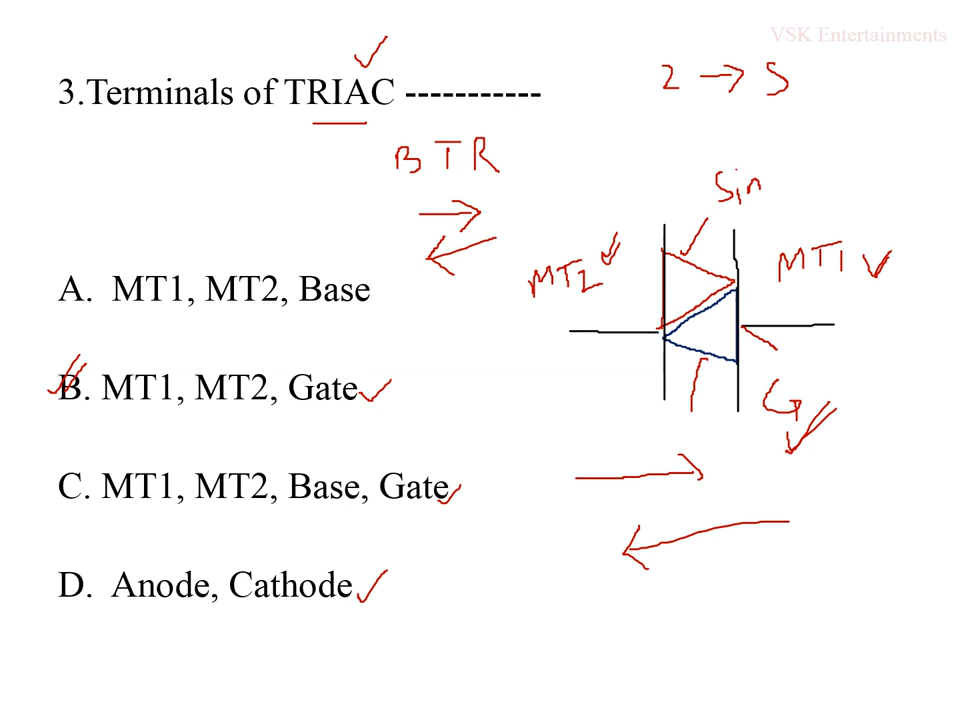 VSK Entertainments
3.Terminals of TRIAC -----------
2 → 5
BTR
Sin
MT2
MT1
A. MT1, MT2, Base
B. MT1, MT2, Gate
G
C. MT1, MT2, Base, Gate
D. Anode, Cathode